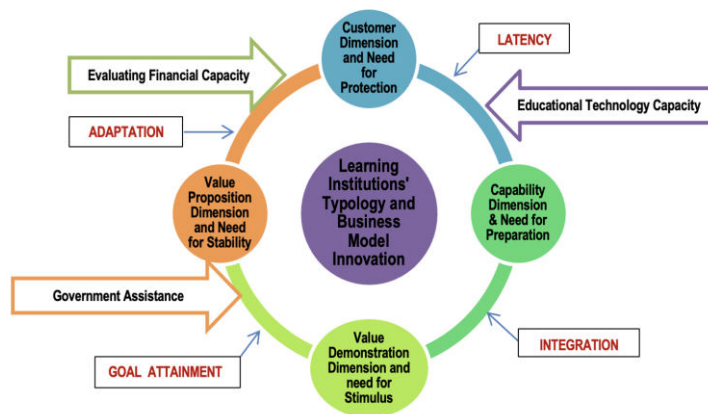 Customer
Dimension
and Need
for
Protection
LATENCY
Evaluating Financial Capacity
Educational Technology Capacity
ADAPTATION
Learning
Institutions'
Typology and
Business
Model
Innovation
Value
Proposition
Dimension
and Need
for Stability
Capability
Dimension
& Need for
Preparation
Government Assistance
Value
Demonstration
Dimension and
need for
Stimulus
GOAL ATTAINMENT
INTEGRATION